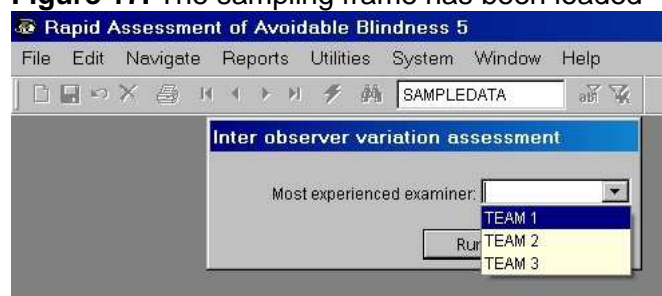 Figure 17: The sampling frame has been loaded
Rapid Assessment of Avoidable Blindness 5
File Edit Navigate Reports Utilities System Window Help
SAMPLEDATA
Inter observer variation assessment
Most experienced examiner:
TEAM 1
TEAM 2
TEAM 3